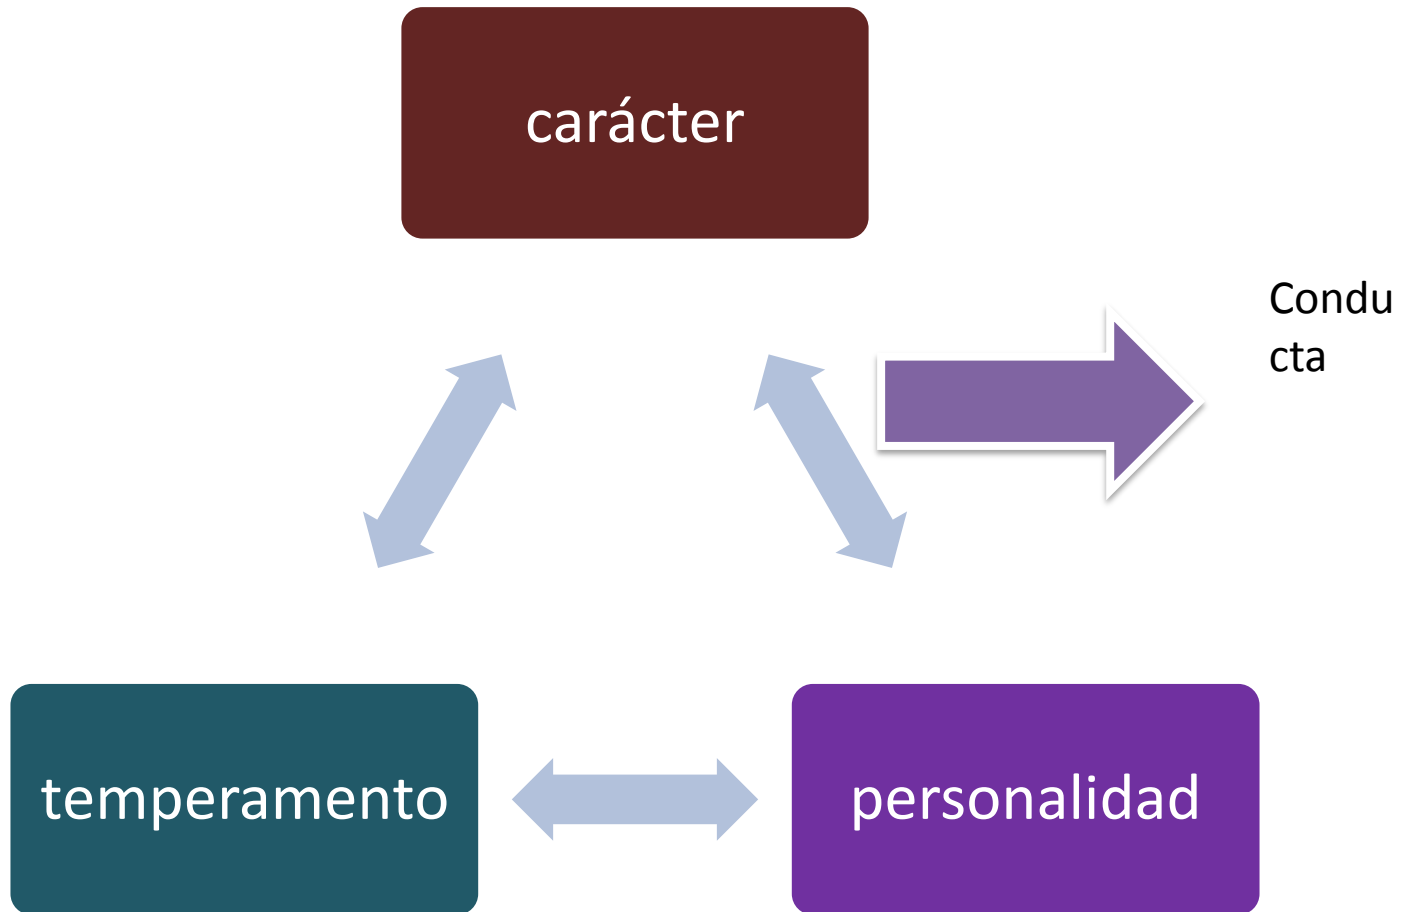 carácter
Condu
cta
temperamento
personalidad